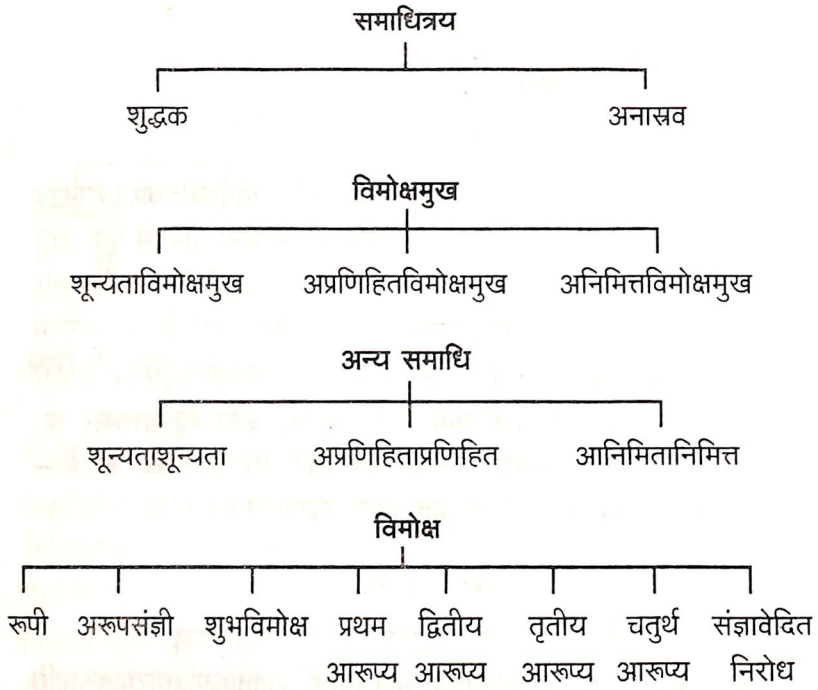 समाधित्रय
शुद्धक अनास्रव
विमोक्षमुख
शून्यताविमोक्षमुख अप्रणिहितविमोक्षमुख अनिमित्तविमोक्षमुख
अन्य समाधि
शून्यताशून्यता अप्रणिहिताप्रणिहित आनिमितानिमित्त
विमोक्ष
रूपी अरूपसंज्ञी शुभविमोक्ष प्रथम द्वितीय तृतीय चतुर्थ संज्ञावेदित
आरूप्य आरूप्य आरूप्य आरूप्य निरोध